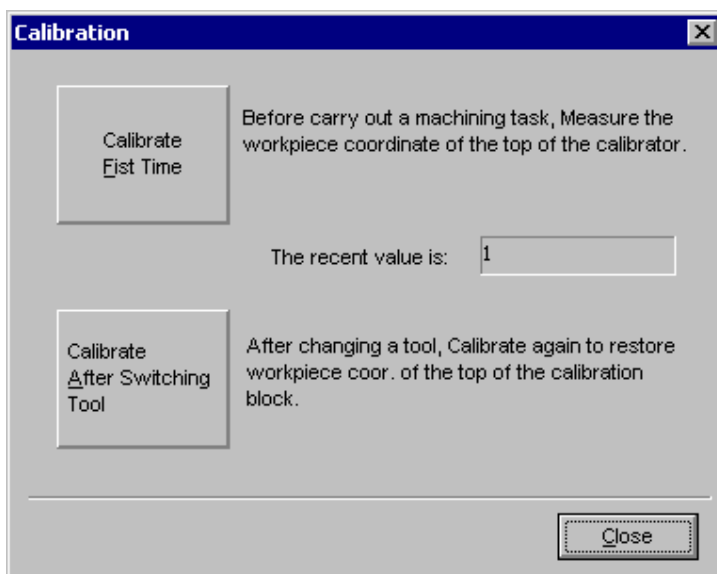 Calibration
Calibrate
Fist Time
Before carry out a machining task, Measure the
workpiece coordinate of the top of the calibrator.
The recent value is:
1
Calibrate
After Switching
Tool
After changing a tool, Calibrate again to restore
workpiece coor. of the top of the calibration
block.
Close